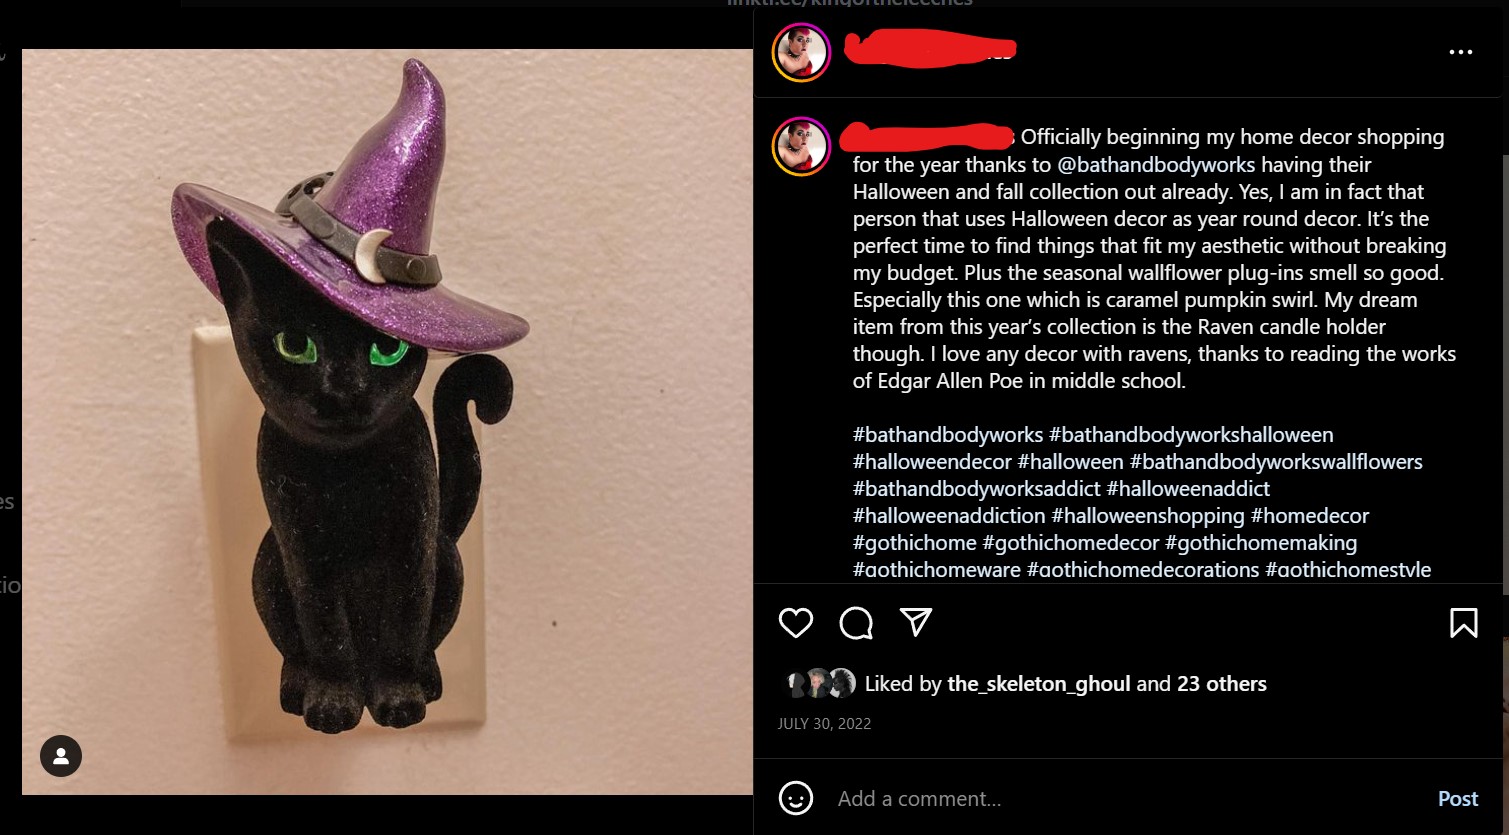 Officially beginning my home decor shopping
for the year thanks to @bathandbodyworks having their
Halloween and fall collection out already. Yes, I am in fact that
person that uses Halloween decor as year round decor. It's the
perfect time to find things that fit my aesthetic without breaking
my budget. Plus the seasonal wallflower plug-ins smell so good.
Especially this one which is caramel pumpkin swirl. My dream
item from this year's collection is the Raven candle holder
though. I love any decor with ravens, thanks to reading the works
of Edgar Allen Poe in middle school.
#bathandbodyworks #bathandbodyworkshalloween
#halloweendecor #halloween #bathandbodyworkswallflowers
#bathandbodyworksaddict #halloweenaddict
#halloweenaddiction #halloweenshopping #homedecor
#gothichome #gothichomedecor #gothichomemaking
#gothichomeware #gothichomedecorations #gothichomestyle
Liked by the_skeleton_ghoul and 23 others
JULY 30, 2022
Add a comment...
Post